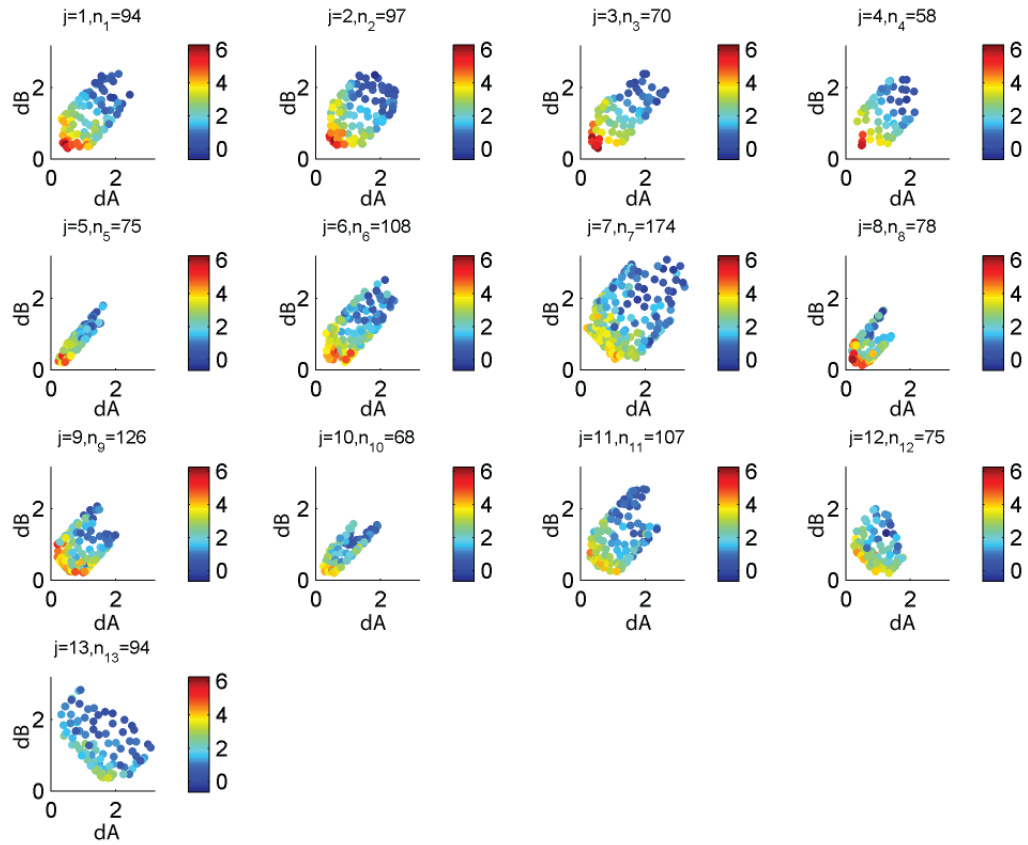 j=1,n1=94 j=2,n2=97 j=3,n3=70 j=4,n4=58
6 6 6 6
dB 2 4 dB 2 4 dB 2 4 dB 2 4
2 2 2 2
0 0 0 0 0 0 0 0
0 2 0 2 0 2 0 2
dA dA dA dA
j=5,n5=75 j=6,n6=108 j=7,n7=174 j=8,n8=78
6 6 6 6
dB 2 4 dB 2 4 dB 2 4 dB 2 4
2 2 2 2
0 0 0 0 0 0 0 0
0 2 0 2 0 2 0 2
dA dA dA dA
j=9,n9=126 j=10,n10=68 j=11,n11=107 j=12,n12=75
6 6 6 6
dB 2 4 dB 2 4 dB 2 4 dB 2 4
2 2 2 2
0 0 0 0 0 0 0 0
0 2 0 2 0 2 0 2
dA dA dA dA
j=13,n13=94
6
dB 2 4
2
0 0
0 2
dA